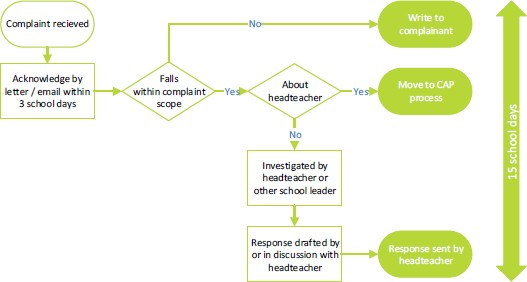 Complaint recieved
No
Write to
complainant
Acknowledge by
letter / email within
3 school days
Falls
within complaint
scope
Yes
About
headteacher
Yes
Move to CAP
process
No
Investigated by
headteacher or
other school leader
Response drafted by
or in discussion with
headteacher
Response sent by
headteacher
15 school days